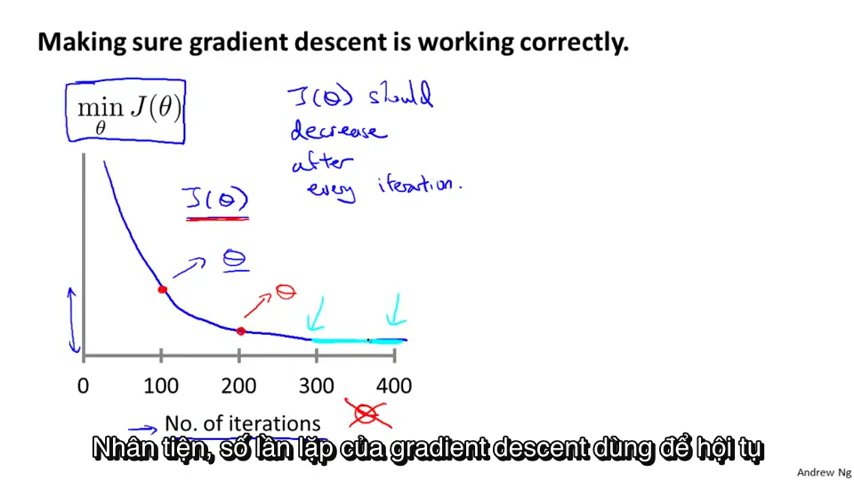 Making sure gradient descent is working correctly.
min J(θ)
θ
J(θ) should
decrease
after
every iteration.
J(θ)
θ
θ
0 100 200 300 400
No. of iterations
θ
Nhân tiện, số lần lặp của gradient descent dùng để hội tụ
Andrew Ng